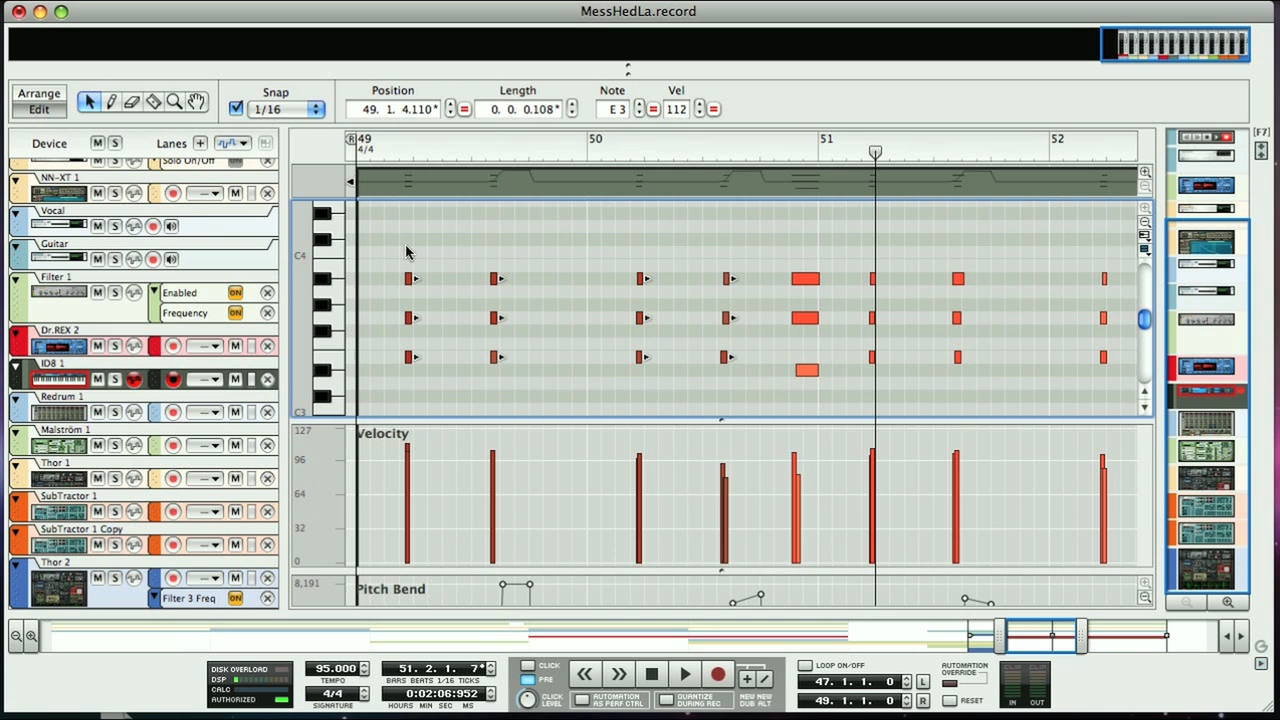 MessHedLa.record
Arrange
Edit
Snap
1/16
Position
49. 1. 4.110*
Length
0. 0. 0.108*
Note
E 3
Vel
112
Device
M
S
Lanes
R 49
4/4
50
51
52
[F7]
Solo On/Off
NN-XT 1
M S
M
Vocal
M S
Guitar
M S
Filter 1
M S
Enabled
ON
Frequency
ON
Dr.REX 2
M S
M
ID8 1
M S
M
Redrum 1
M S
M
Malström 1
M S
M
Thor 1
M S
M
SubTractor 1
M S
M
SubTractor 1 Copy
M S
M
Thor 2
M S
M
Filter 3 Freq
ON
C4
C3
127
Velocity
96
64
32
0
8,191
Pitch Bend
DISK OVERLOAD
DSP
CALC
AUTHORIZED
95.000
TEMPO
4/4
SIGNATURE
51. 2. 1. 7*
BARS BEATS 1/16 TICKS
0:02:06:952
HOURS MIN SEC MS
CLICK
PRE
CLICK
LEVEL
AUTOMATION
AS PERF CTRL
QUANTIZE
DURING REC
NEW NEW
DUB ALT
LOOP ON/OFF
47. 1. 1. 0
L
49. 1. 1. 0
R
AUTOMATION
OVERRIDE
RESET
IN OUT